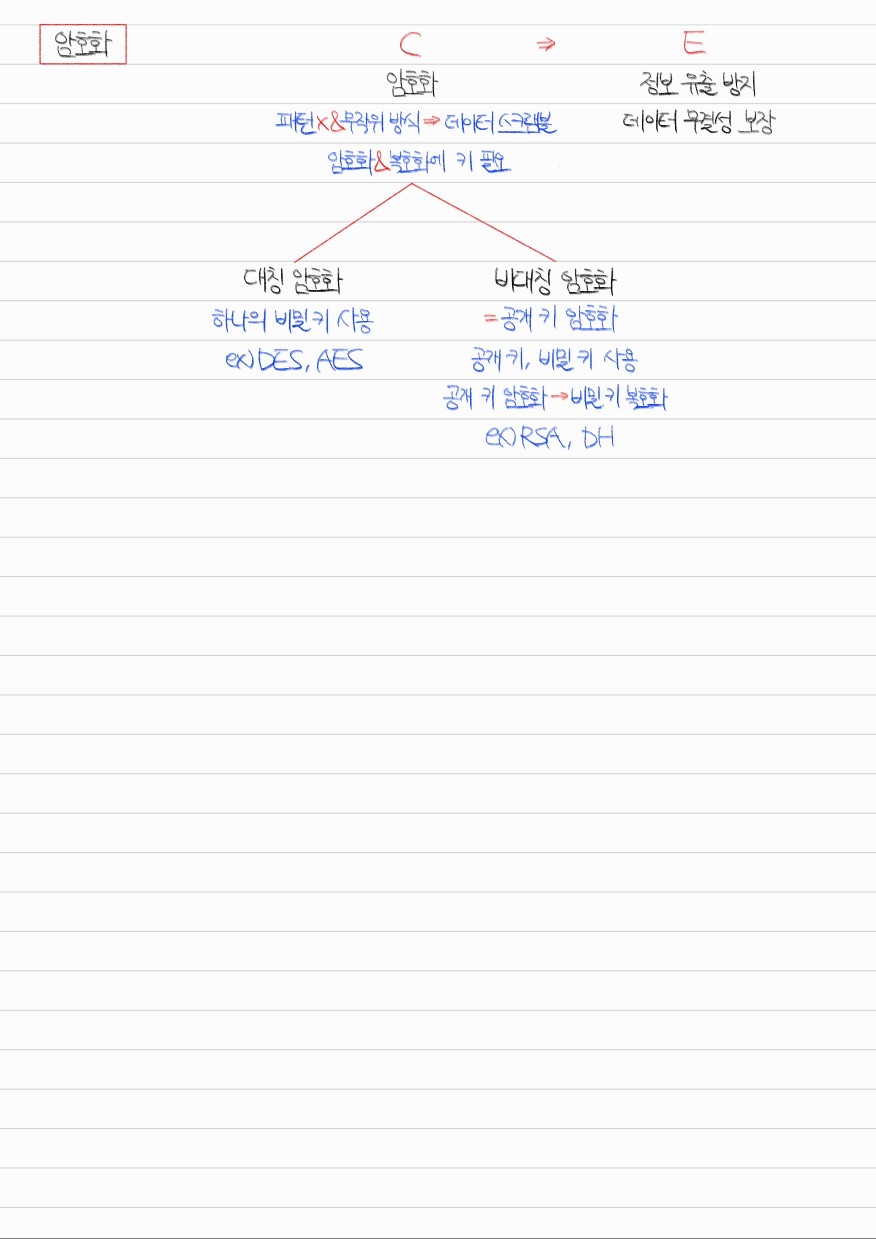 암호화 C ⇒ E
암호화 정보 유출 방지
패턴X&무작위 방식⇒데이터 스크램블 데이터 무결성 보장
암호화&복호화에 키 필요
대칭 암호화 비대칭 암호화
하나의 비밀 키 사용 =공개 키 암호화
ex)DES, AES 공개 키, 비밀 키 사용
공개 키 암호화→비밀 키 복호화
ex)RSA, DH